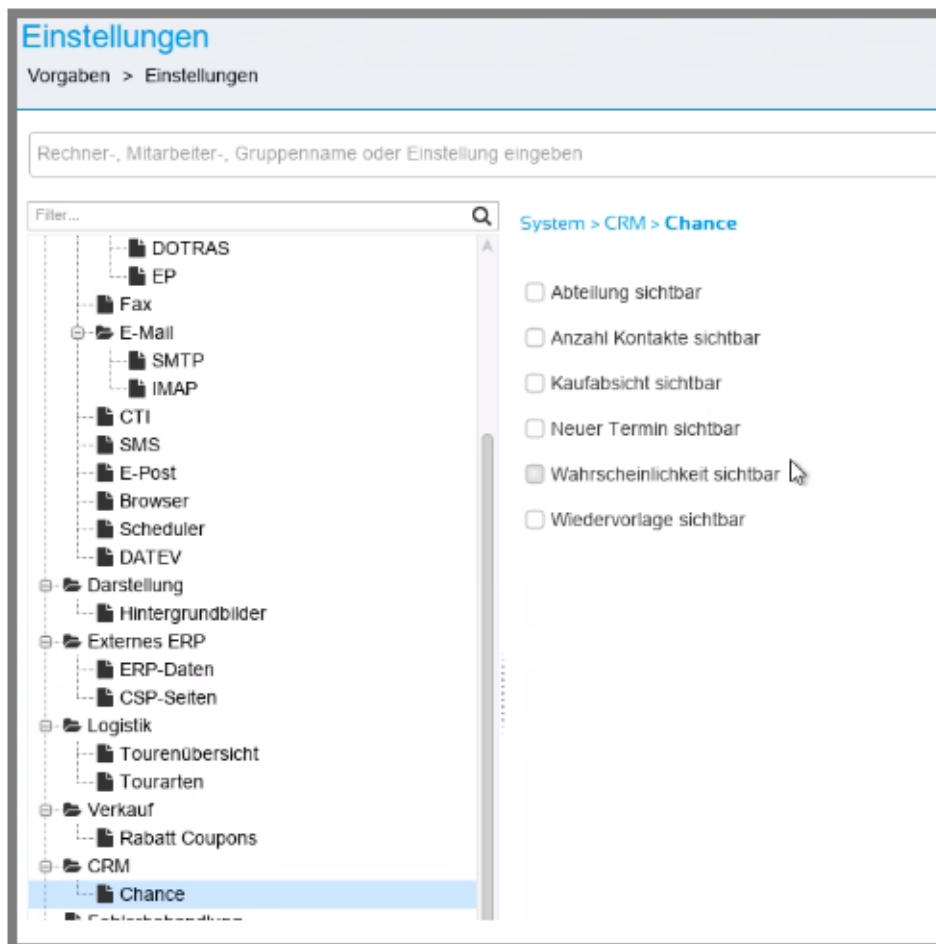 Einstellungen
Vorgaben > Einstellungen
Rechner-, Mitarbeiter-, Gruppenname oder Einstellung eingeben
Filter...
DOTRAS
EP
Fax
E-Mail
SMTP
IMAP
CTI
SMS
E-Post
Browser
Scheduler
DATEV
Darstellung
Hintergrundbilder
Externes ERP
ERP-Daten
CSP-Seiten
Logistik
Tourenübersicht
Tourarten
Verkauf
Rabatt Coupons
CRM
Chance
System > CRM > Chance
Abteilung sichtbar
Anzahl Kontakte sichtbar
Kaufabsicht sichtbar
Neuer Termin sichtbar
Wahrscheinlichkeit sichtbar
Wiedervorlage sichtbar